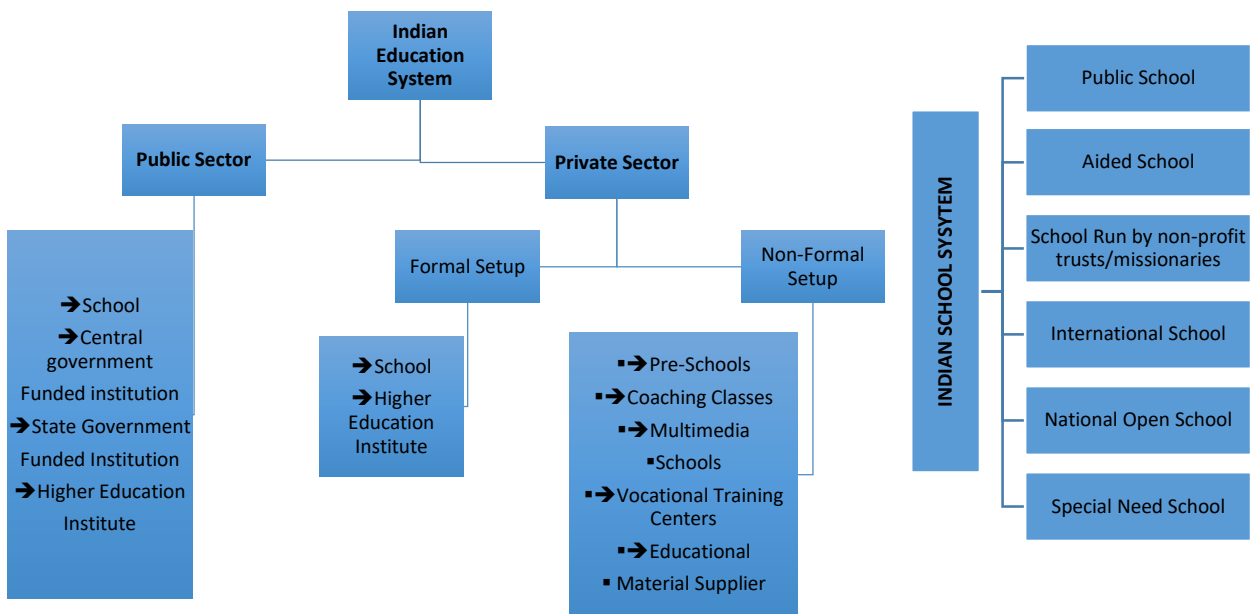 Indian
Education
System
Public Sector
Private Sector
➔School
➔Central
government
Funded institution
➔State Government
Funded Institution
➔Higher Education
Institute
Formal Setup
➔School
➔Higher
Education
Institute
Non-Formal
Setup
▪➔Pre-Schools
▪➔Coaching Classes
▪➔Multimedia
▪Schools
▪➔Vocational Training
Centers
▪➔Educational
▪ Material Supplier
INDIAN SCHOOL SYSYTEM
Public School
Aided School
School Run by non-profit
trusts/missionaries
International School
National Open School
Special Need School